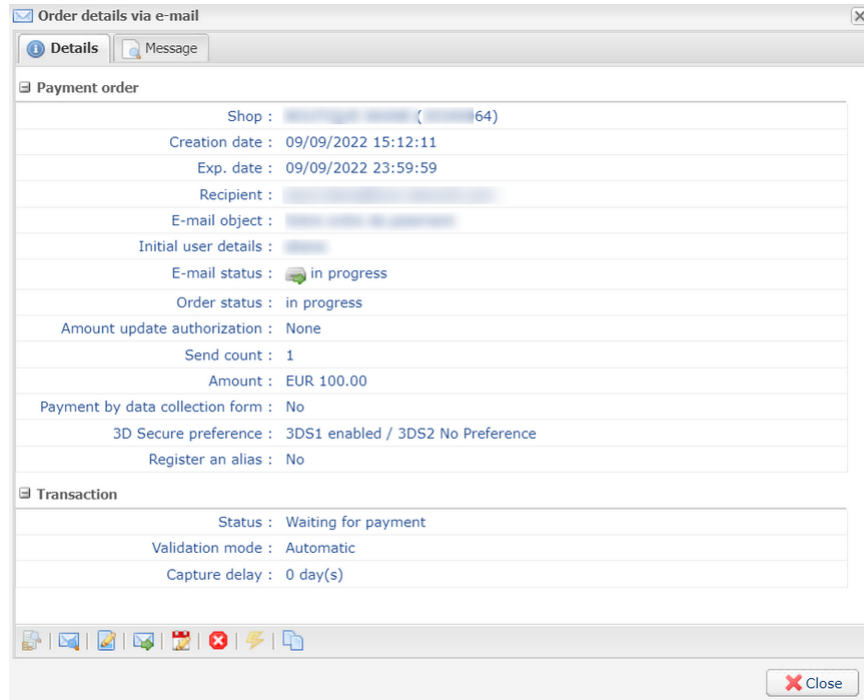 Order details via e-mail
Details
Message
Payment order
Shop : ( 64)
Creation date : 09/09/2022 15:12:11
Exp. date : 09/09/2022 23:59:59
Recipient :
E-mail object :
Initial user details :
E-mail status : in progress
Order status : in progress
Amount update authorization : None
Send count : 1
Amount : EUR 100.00
Payment by data collection form : No
3D Secure preference : 3DS1 enabled / 3DS2 No Preference
Register an alias : No
Transaction
Status : Waiting for payment
Validation mode : Automatic
Capture delay : 0 day(s)
Close